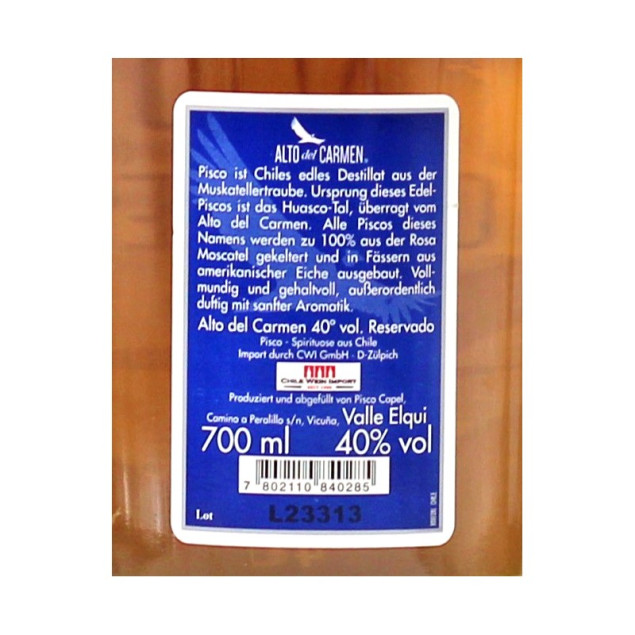 ALTO del CARMEN®
Pisco ist Chiles edles Destillat aus der
Muskatellertraube. Ursprung dieses Edel-
Piscos ist das Huasco-Tal, überragt vom
Alto del Carmen. Alle Piscos dieses
Namens werden zu 100% aus der Rosa
Moscatel gekeltert und in Fässern aus
amerikanischer Eiche ausgebaut. Voll-
mundig und gehaltvoll, außerordentlich
duftig mit sanfter Aromatik.
Alto del Carmen 40° vol. Reservado
Pisco - Spirituose aus Chile
Import durch CWI GmbH - D-Zülpich
CHILE WEIN IMPORT
Produziert und abgefüllt von Pisco Capel,
Camino a Peralillo s/n, Vicuña, Valle Elqui
700 ml 40% vol
7 802110 840285
Lot L23313